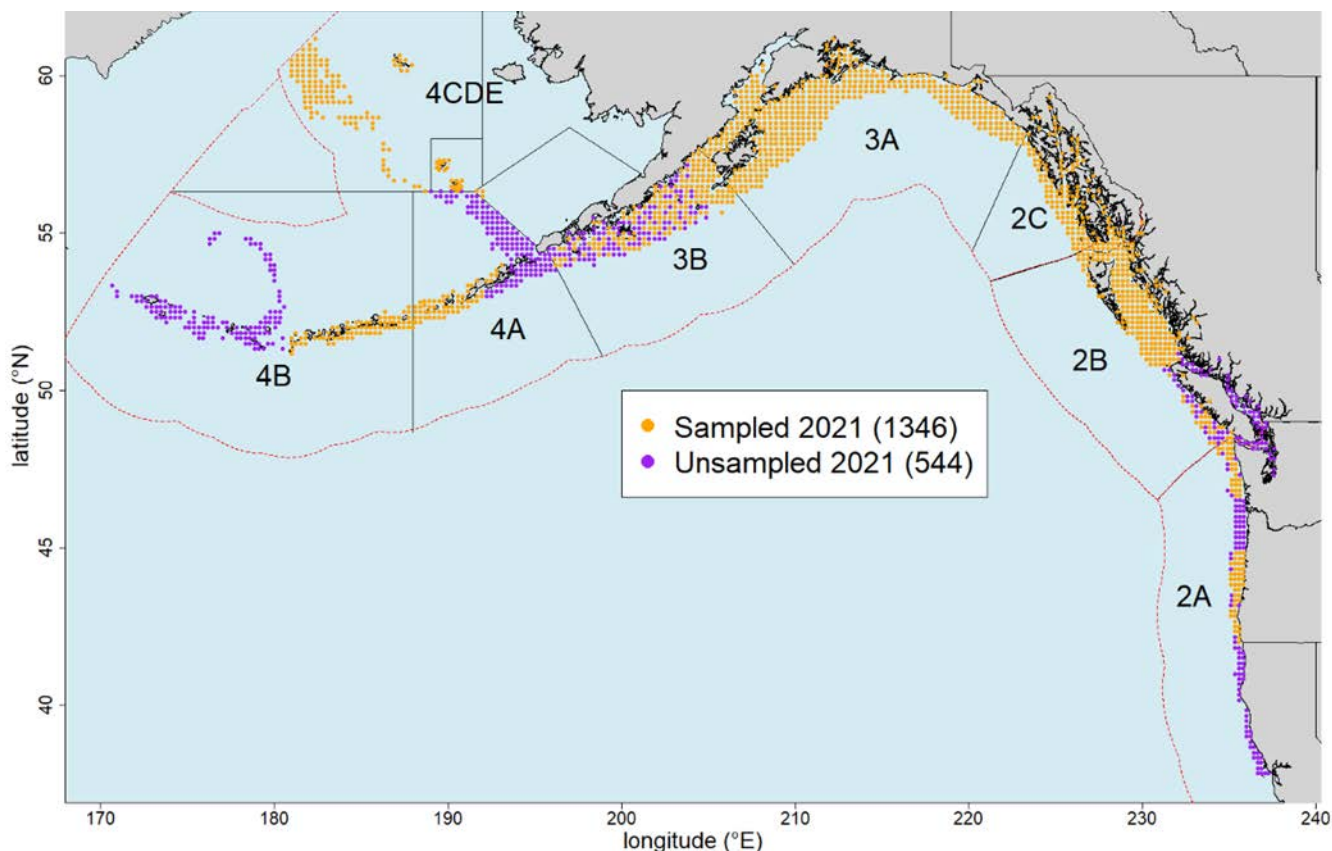 60
55
50
45
40
latitude (°N)
4CDE
3A
2C
3B
4A
2B
4B
Sampled 2021 (1346)
Unsampled 2021 (544)
2A
170 180 190 200 210 220 230 240
longitude (°E)